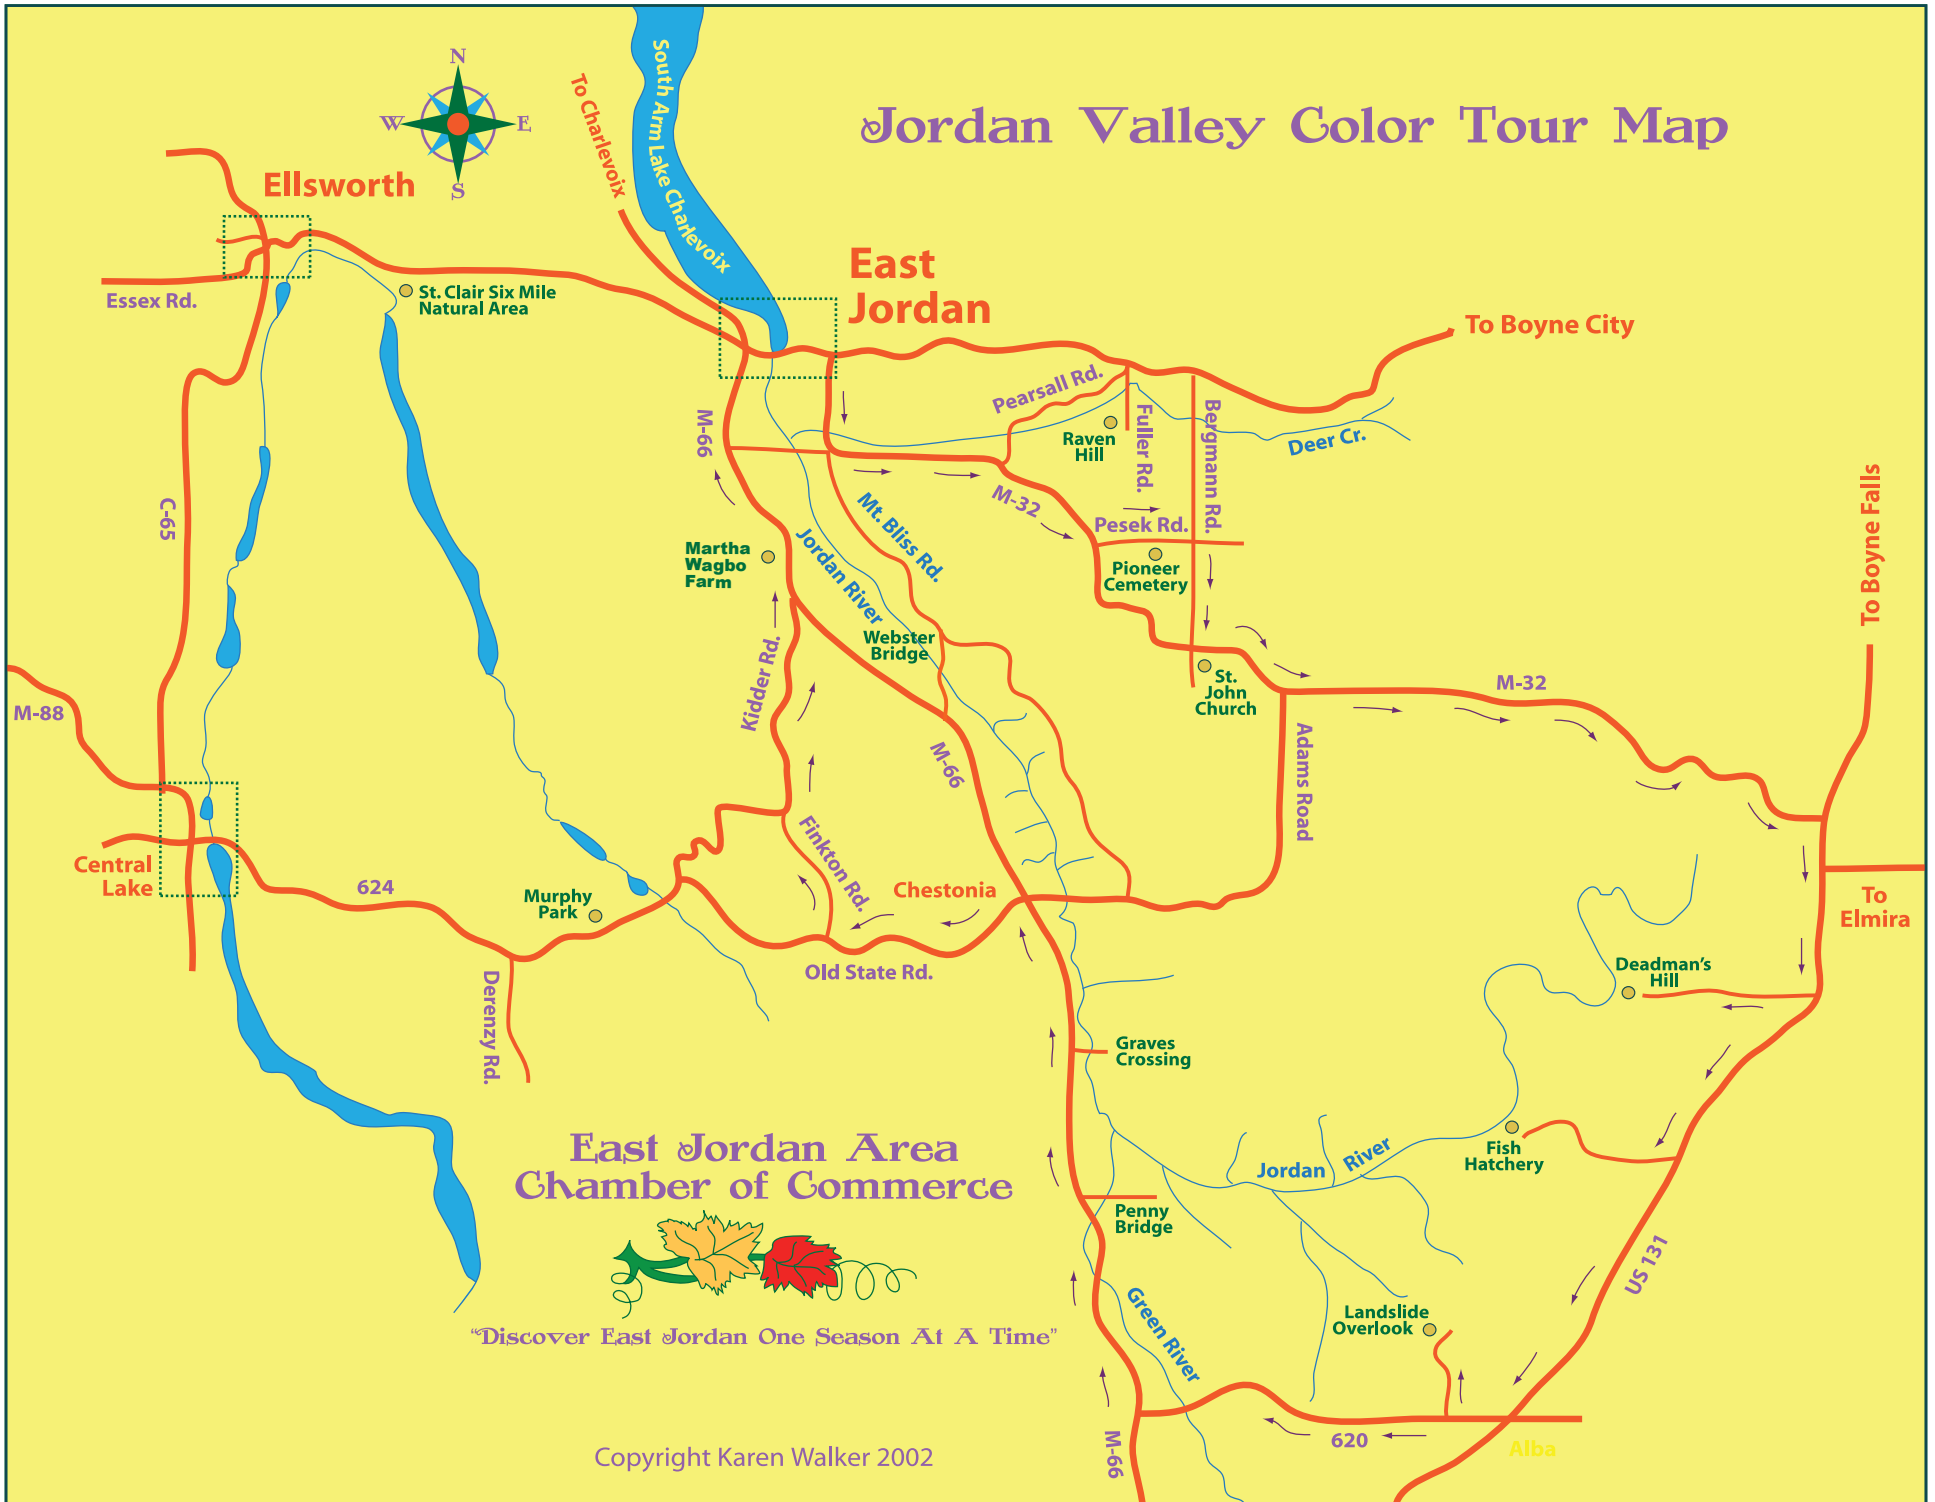 Jordan Valley Color Tour Map
N
W
E
S
South Arm Lake Charlevoix
To Charlevoix
Ellsworth
Essex Rd.
St. Clair Six Mile
Natural Area
East
Jordan
To Boyne City
Pearsall Rd.
Raven
Hill
Fuller Rd.
Bergmann Rd.
Deer Cr.
M-66
C-65
M-32
Mt. Bliss Rd.
Pesek Rd.
Pioneer
Cemetery
Martha
Wagbo
Farm
Jordan River
Webster
Bridge
To Boyne Falls
Kidder Rd.
St.
John
Church
M-32
M-88
M-66
Adams Road
Central
Lake
624
Murphy
Park
Finkton Rd.
Chestonia
To
Elmira
Old State Rd.
Derenzy Rd.
Deadman's
Hill
Graves
Crossing
Fish
Hatchery
Jordan River
Penny
Bridge
East Jordan Area
Chamber of Commerce
"Discover East Jordan One Season At A Time"
Green River
US 131
Landslide
Overlook
620
Alba
M-66
Copyright Karen Walker 2002